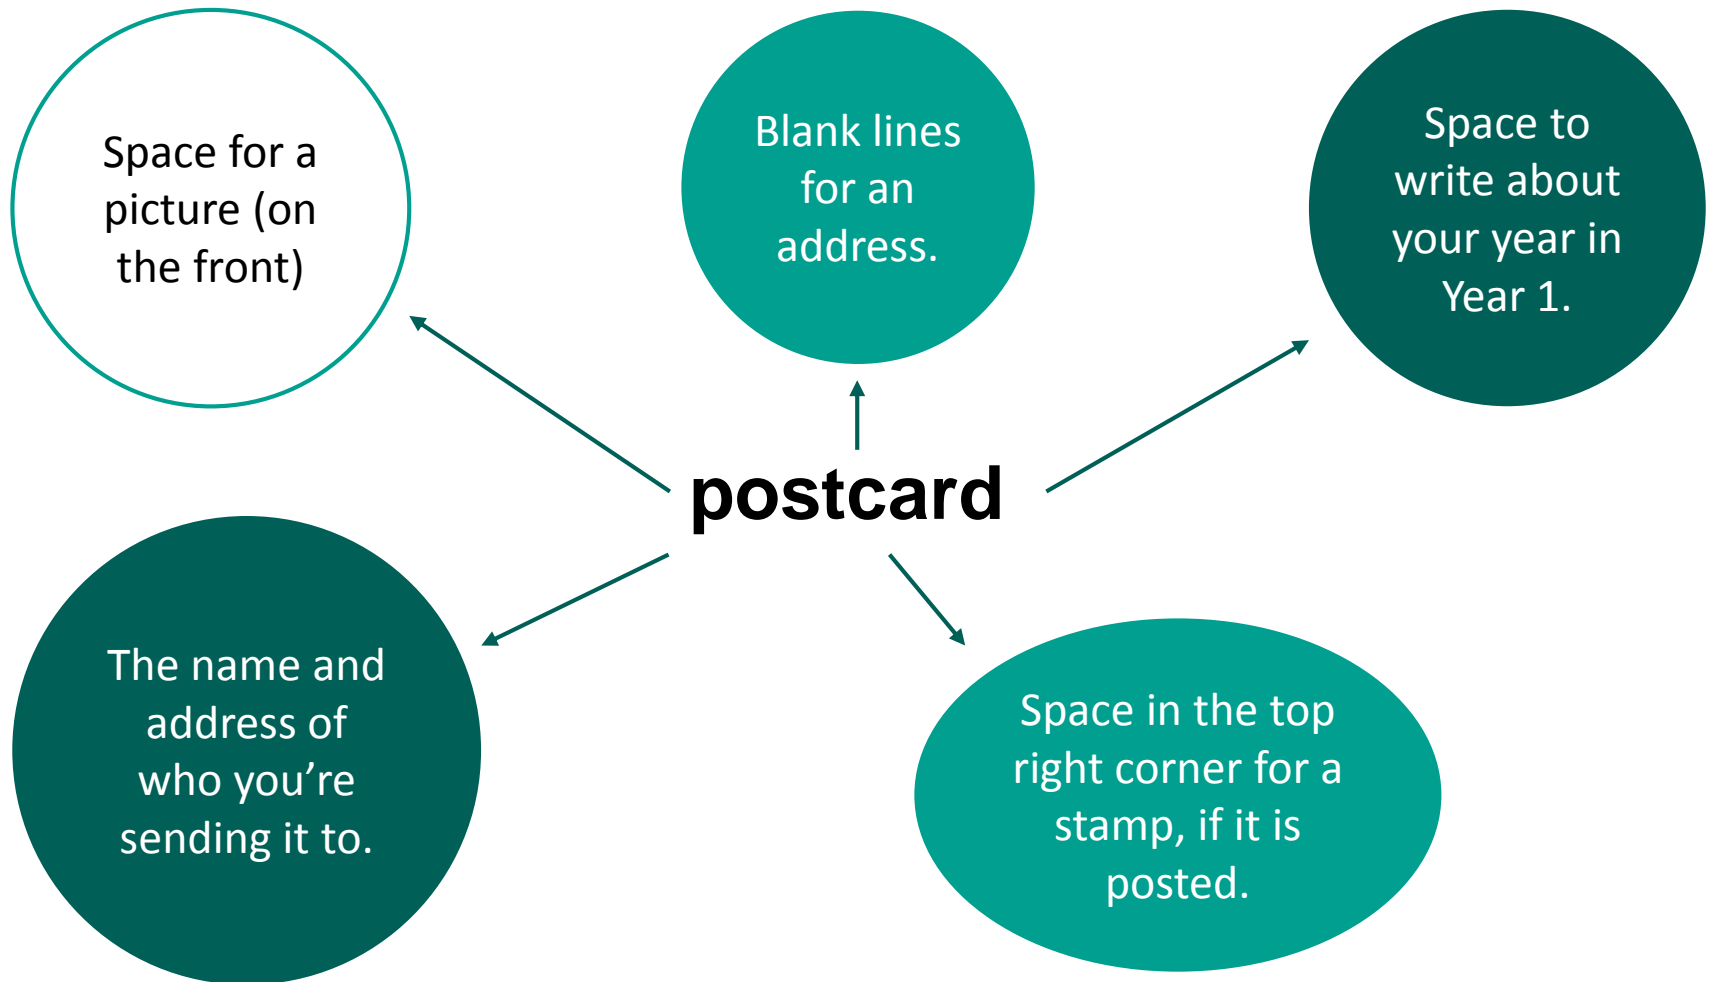 Space for a
picture (on
the front)
Blank lines
for an
address.
Space to
write about
your year in
Year 1.
postcard
The name and
address of
who you’re
sending it to.
Space in the top
right corner for a
stamp, if it is
posted.